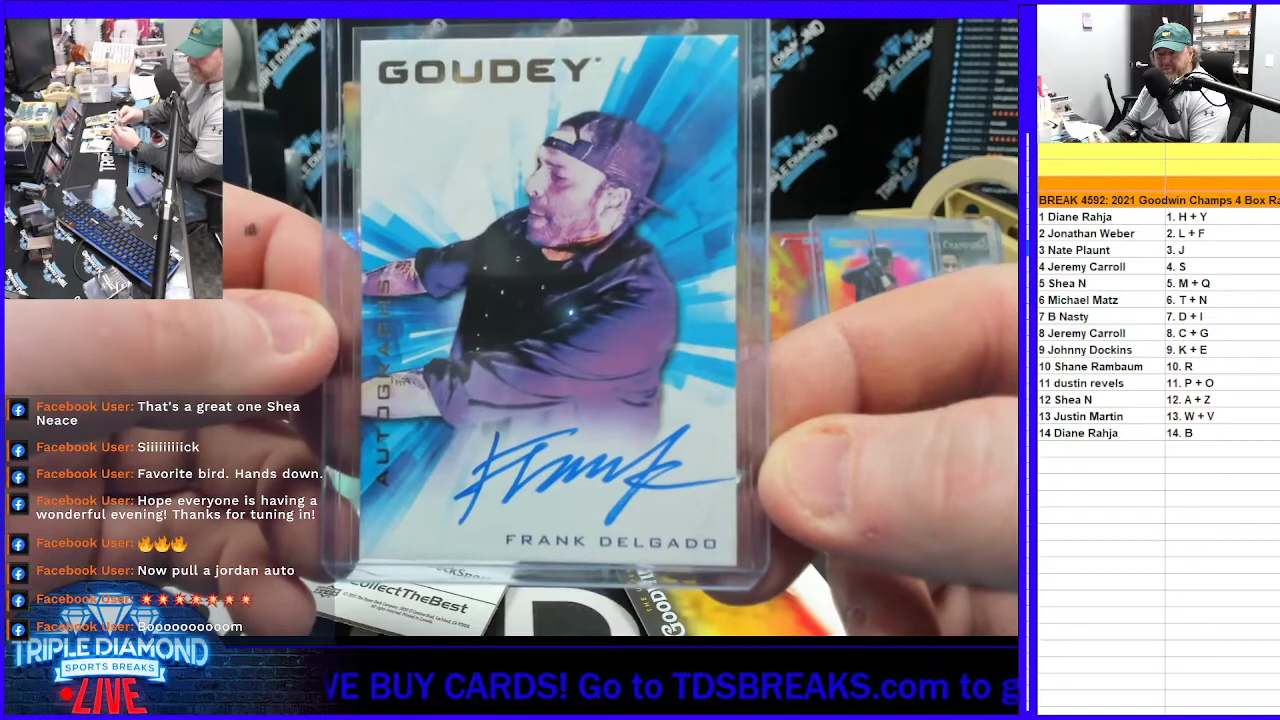 GOUDEY
AUTOGRAPHS
Frank
FRANK DELGADO
CollectTheBest
TRIPLE DIAMOND
Facebook User: That's a great one Shea
Neace
Facebook User: Siiiiiiiiick
Facebook User: Favorite bird. Hands down.
Facebook User: Hope everyone is having a
wonderful evening! Thanks for tuning in!
Facebook User: 🔥🔥🔥
Facebook User: Now pull a jordan auto
Facebook User: 💥💥💥💥💥💥💥
Facebook User: Boooooooooom
TRIPLE DIAMOND
SPORTS BREAKS
LIVE
WE BUY CARDS! Go to TDSBREAKS.com to g
BREAK 4592: 2021 Goodwin Champs 4 Box Ra
1 Diane Rahja 1. H + Y
2 Jonathan Weber 2. L + F
3 Nate Plaunt 3. J
4 Jeremy Carroll 4. S
5 Shea N 5. M + Q
6 Michael Matz 6. T + N
7 B Nasty 7. D + I
8 Jeremy Carroll 8. C + G
9 Johnny Dockins 9. K + E
10 Shane Rambaum 10. R
11 dustin revels 11. P + O
12 Shea N 12. A + Z
13 Justin Martin 13. W + V
14 Diane Rahja 14. B